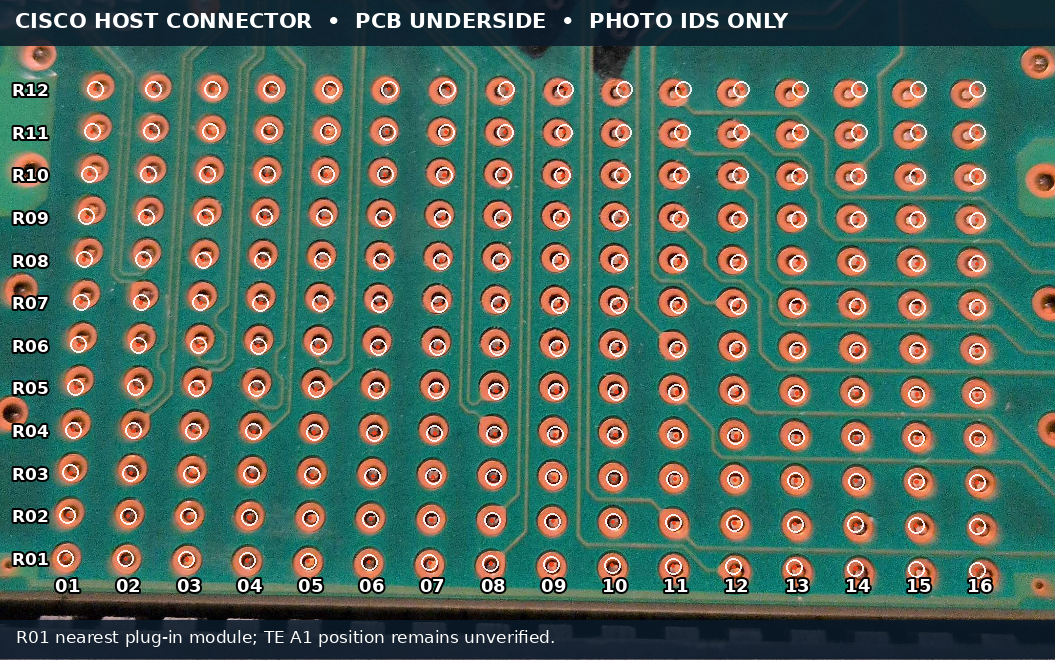 CISCO HOST CONNECTOR • PCB UNDERSIDE • PHOTO IDS ONLY
R12
R11
R10
R09
R08
R07
R06
R05
R04
R03
R02
R01
01 02 03 04 05 06 07 08 09 10 11 12 13 14 15 16
R01 nearest plug-in module; TE A1 position remains unverified.